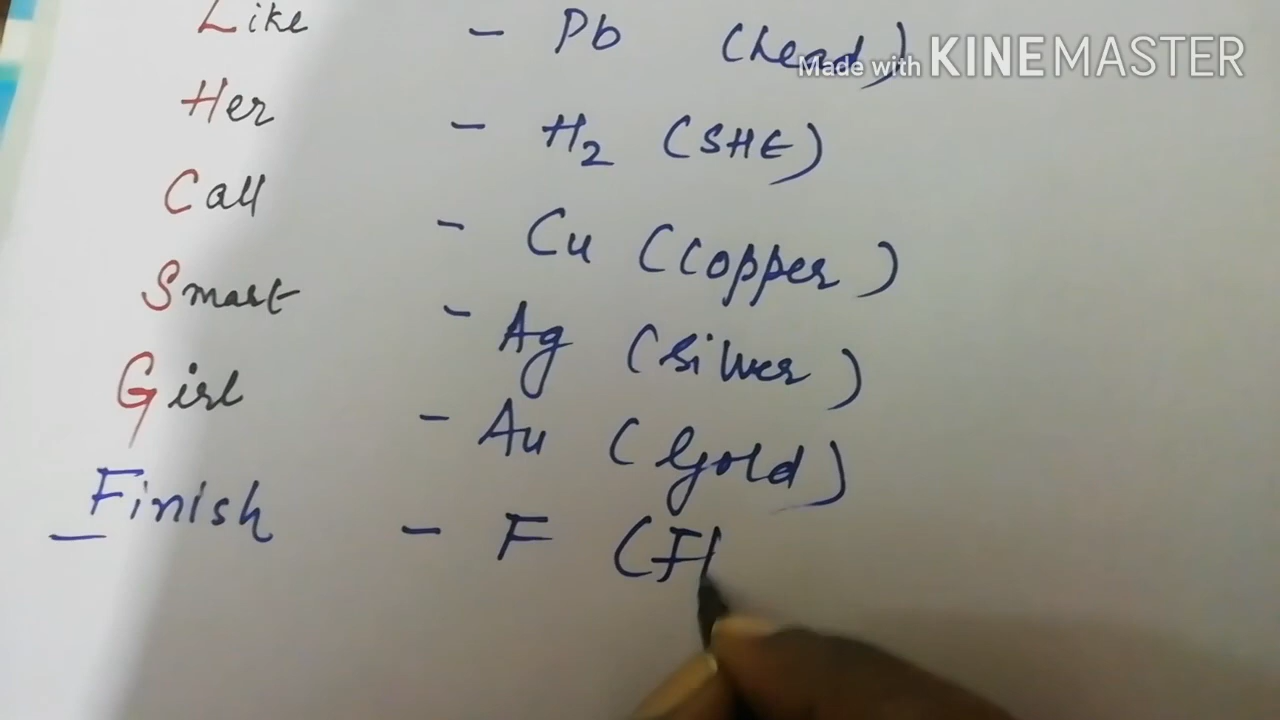 Like - Pb (Lead)
Made with KINEMASTER
Her - H2 (SHE)
Call - Cu (Copper)
Smart - Ag (Silver)
Girl - Au (Gold)
Finish - F (Fl